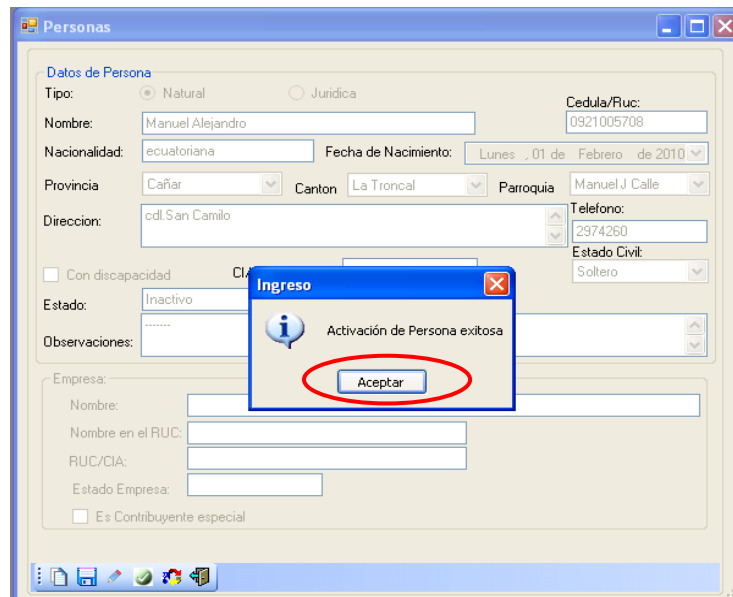 Personas
Datos de Persona
Tipo: Natural Juridica
Cedula/Ruc:
Nombre: Manuel Alejandro 0921005708
Nacionalidad: ecuatoriana Fecha de Nacimiento: Lunes , 01 de Febrero de 2010
Provincia Cañar Canton La Troncal Parroquia Manuel J Calle
Direccion: cdl.San Camilo
Telefono:
2974260
Estado Civil:
Con discapacidad Soltero
Estado: Inactivo
Observaciones: -------
Ingreso
Activación de Persona exitosa
Aceptar
Empresa:
Nombre:
Nombre en el RUC:
RUC/CIA:
Estado Empresa:
Es Contribuyente especial